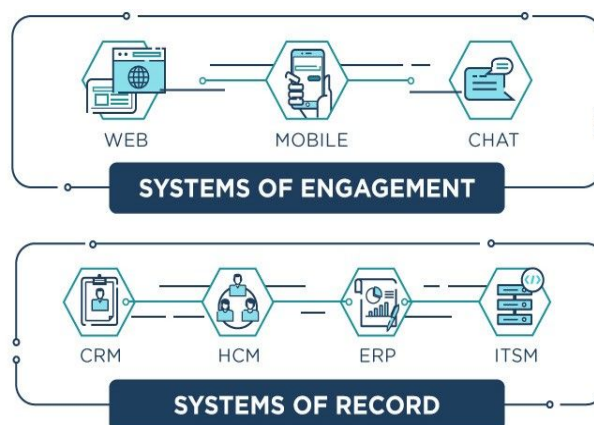 WEB
MOBILE
CHAT
SYSTEMS OF ENGAGEMENT
CRM
HCM
ERP
ITSM
SYSTEMS OF RECORD